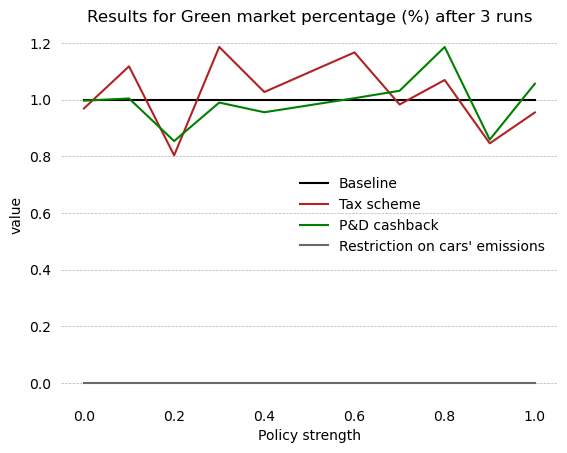 Results for Green market percentage (%) after 3 runs
1.2
1.0
0.8
0.6
0.4
0.2
0.0
value
Baseline
Tax scheme
P&D cashback
Restriction on cars' emissions
0.0 0.2 0.4 0.6 0.8 1.0
Policy strength